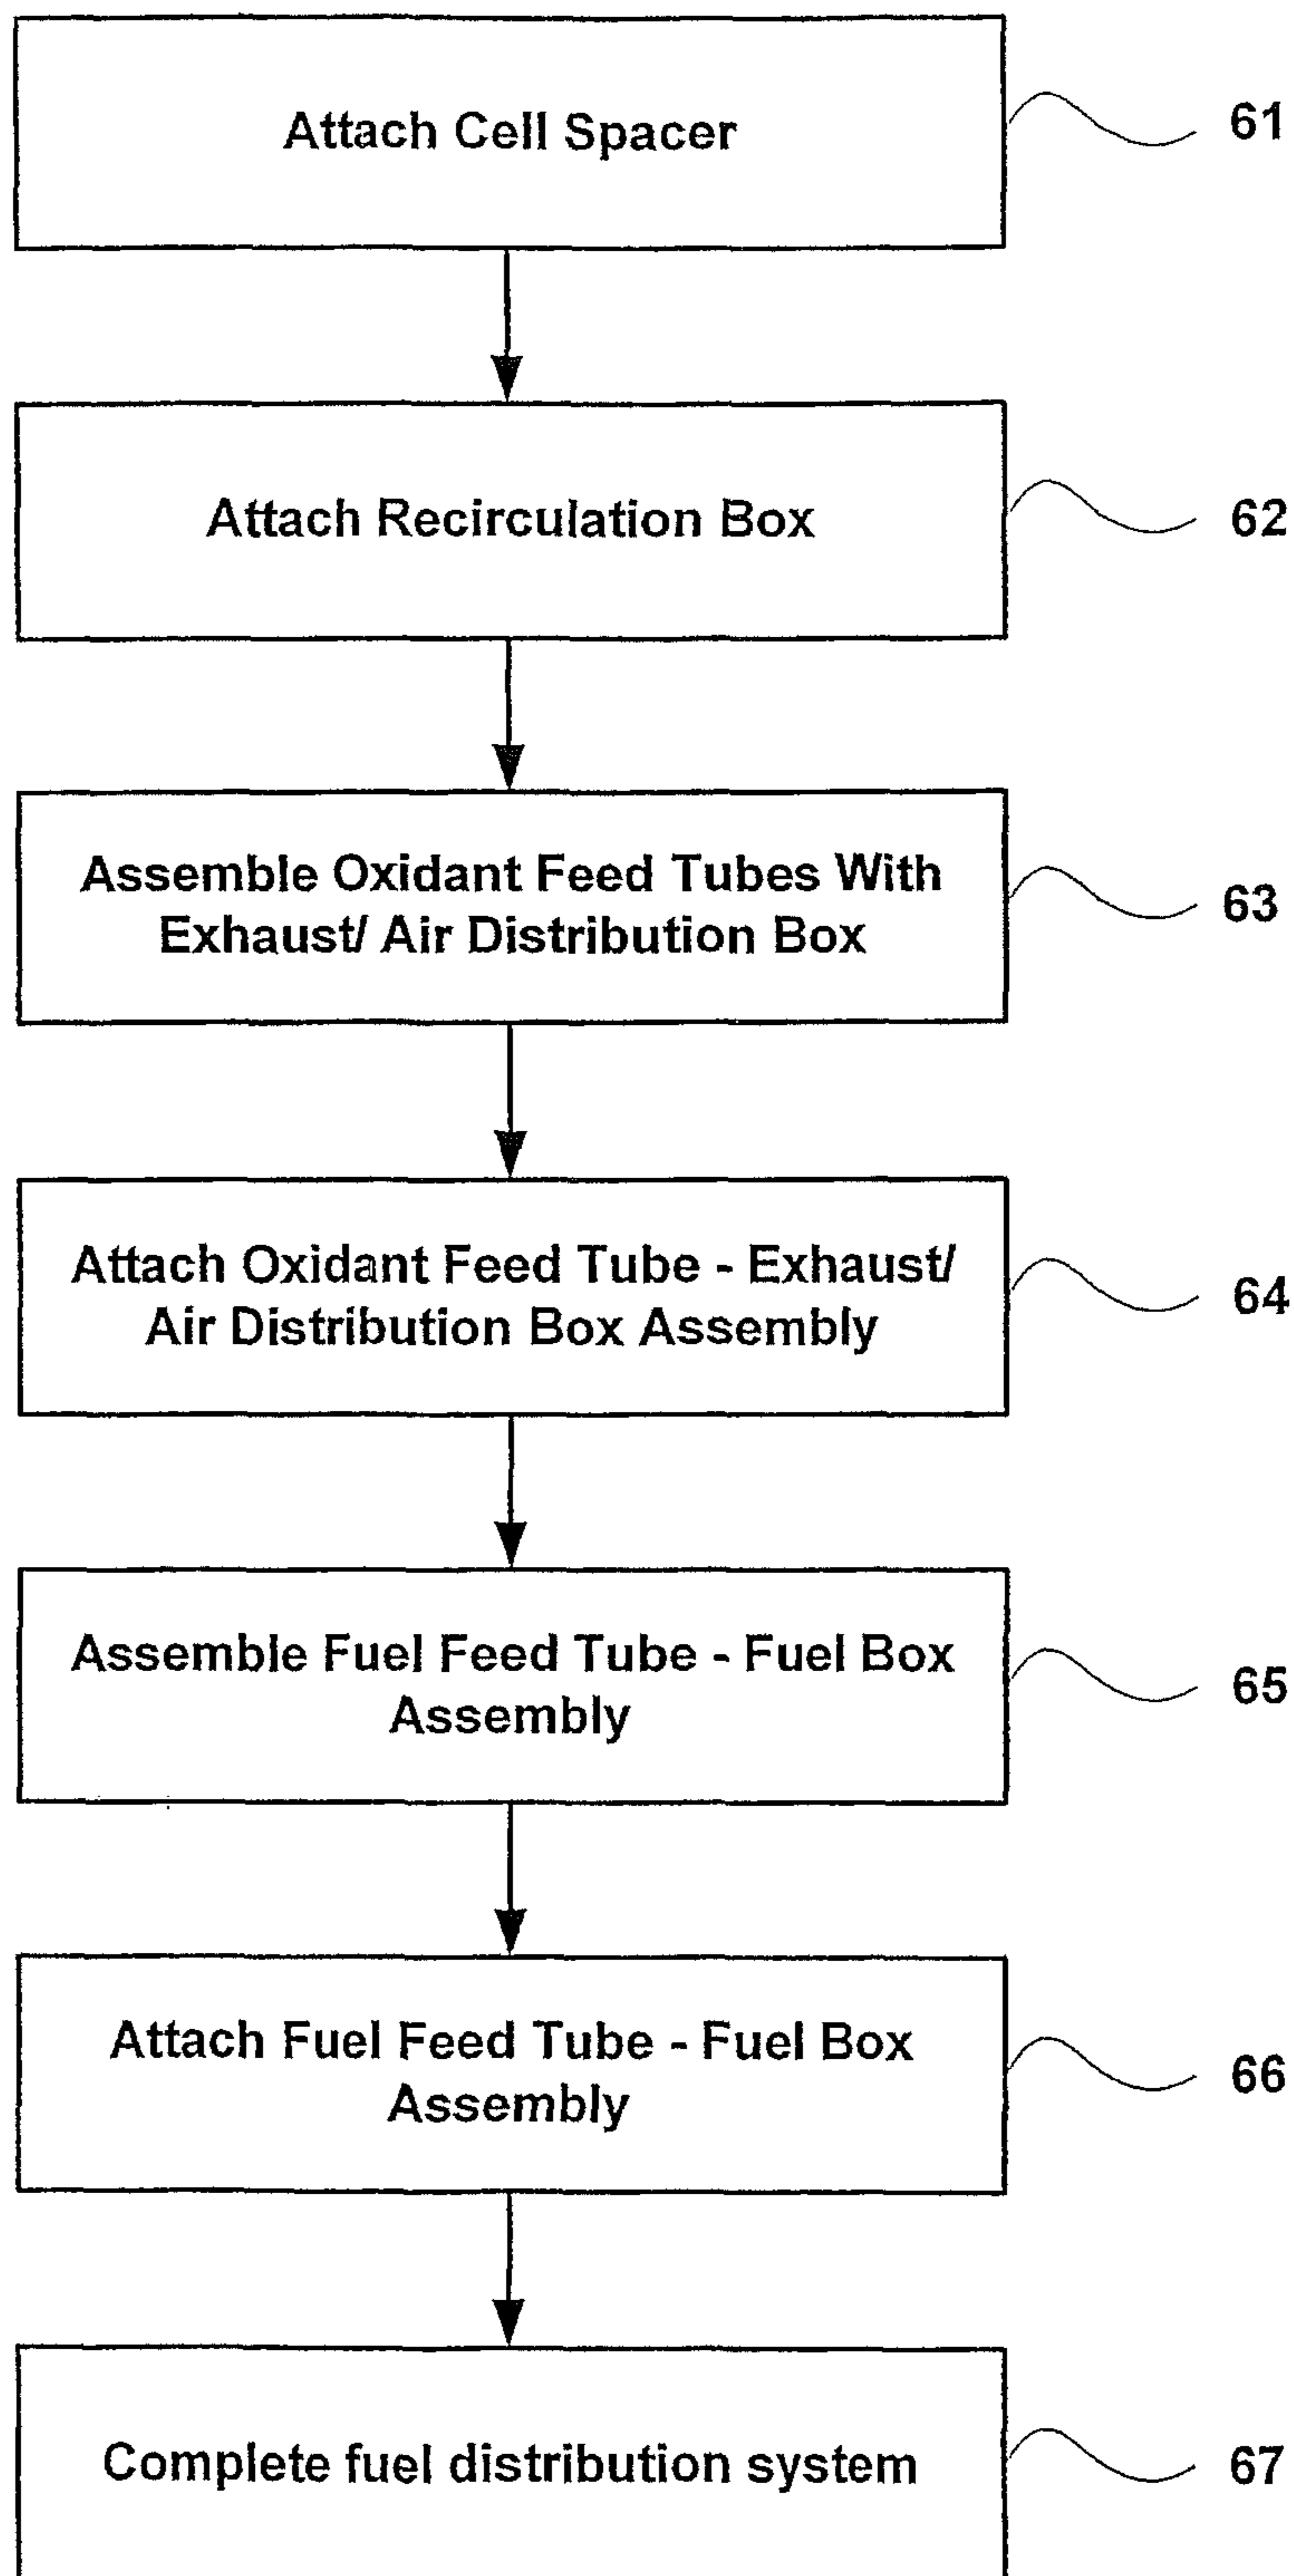 Attach Cell Spacer
61
Attach Recirculation Box
62
Assemble Oxidant Feed Tubes With
Exhaust/ Air Distribution Box
63
Attach Oxidant Feed Tube - Exhaust/
Air Distribution Box Assembly
64
Assemble Fuel Feed Tube - Fuel Box
Assembly
65
Attach Fuel Feed Tube - Fuel Box
Assembly
66
Complete fuel distribution system
67